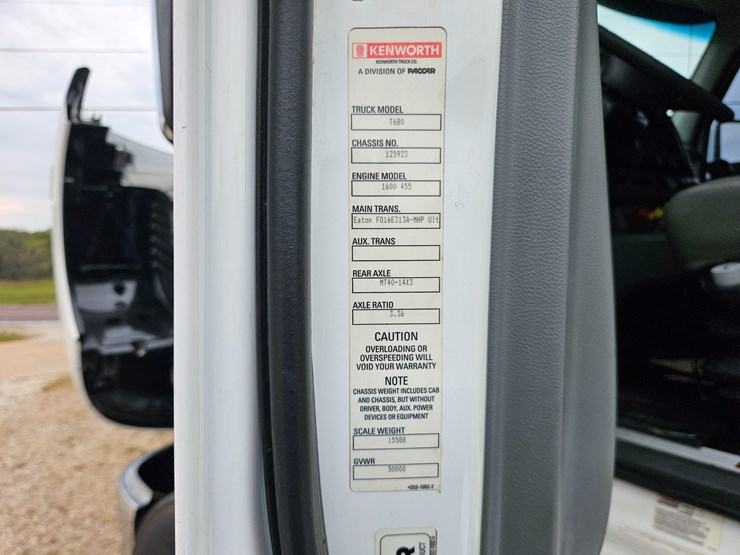 KENWORTH
KENWORTH TRUCK CO.
A DIVISION OF PACCAR
TRUCK MODEL
T680
CHASSIS NO.
125923
ENGINE MODEL
1600 455
MAIN TRANS.
Eaton FO16E313A-MHP Ult
AUX. TRANS
REAR AXLE
MT40-14X3
AXLE RATIO
3.36
CAUTION
OVERLOADING OR
OVERSPEEDING WILL
VOID YOUR WARRANTY
NOTE
CHASSIS WEIGHT INCLUDES CAB
AND CHASSIS, BUT WITHOUT
DRIVER, BODY, AUX. POWER
DEVICES OR EQUIPMENT
SCALE WEIGHT
15588
GVWR
50000
R